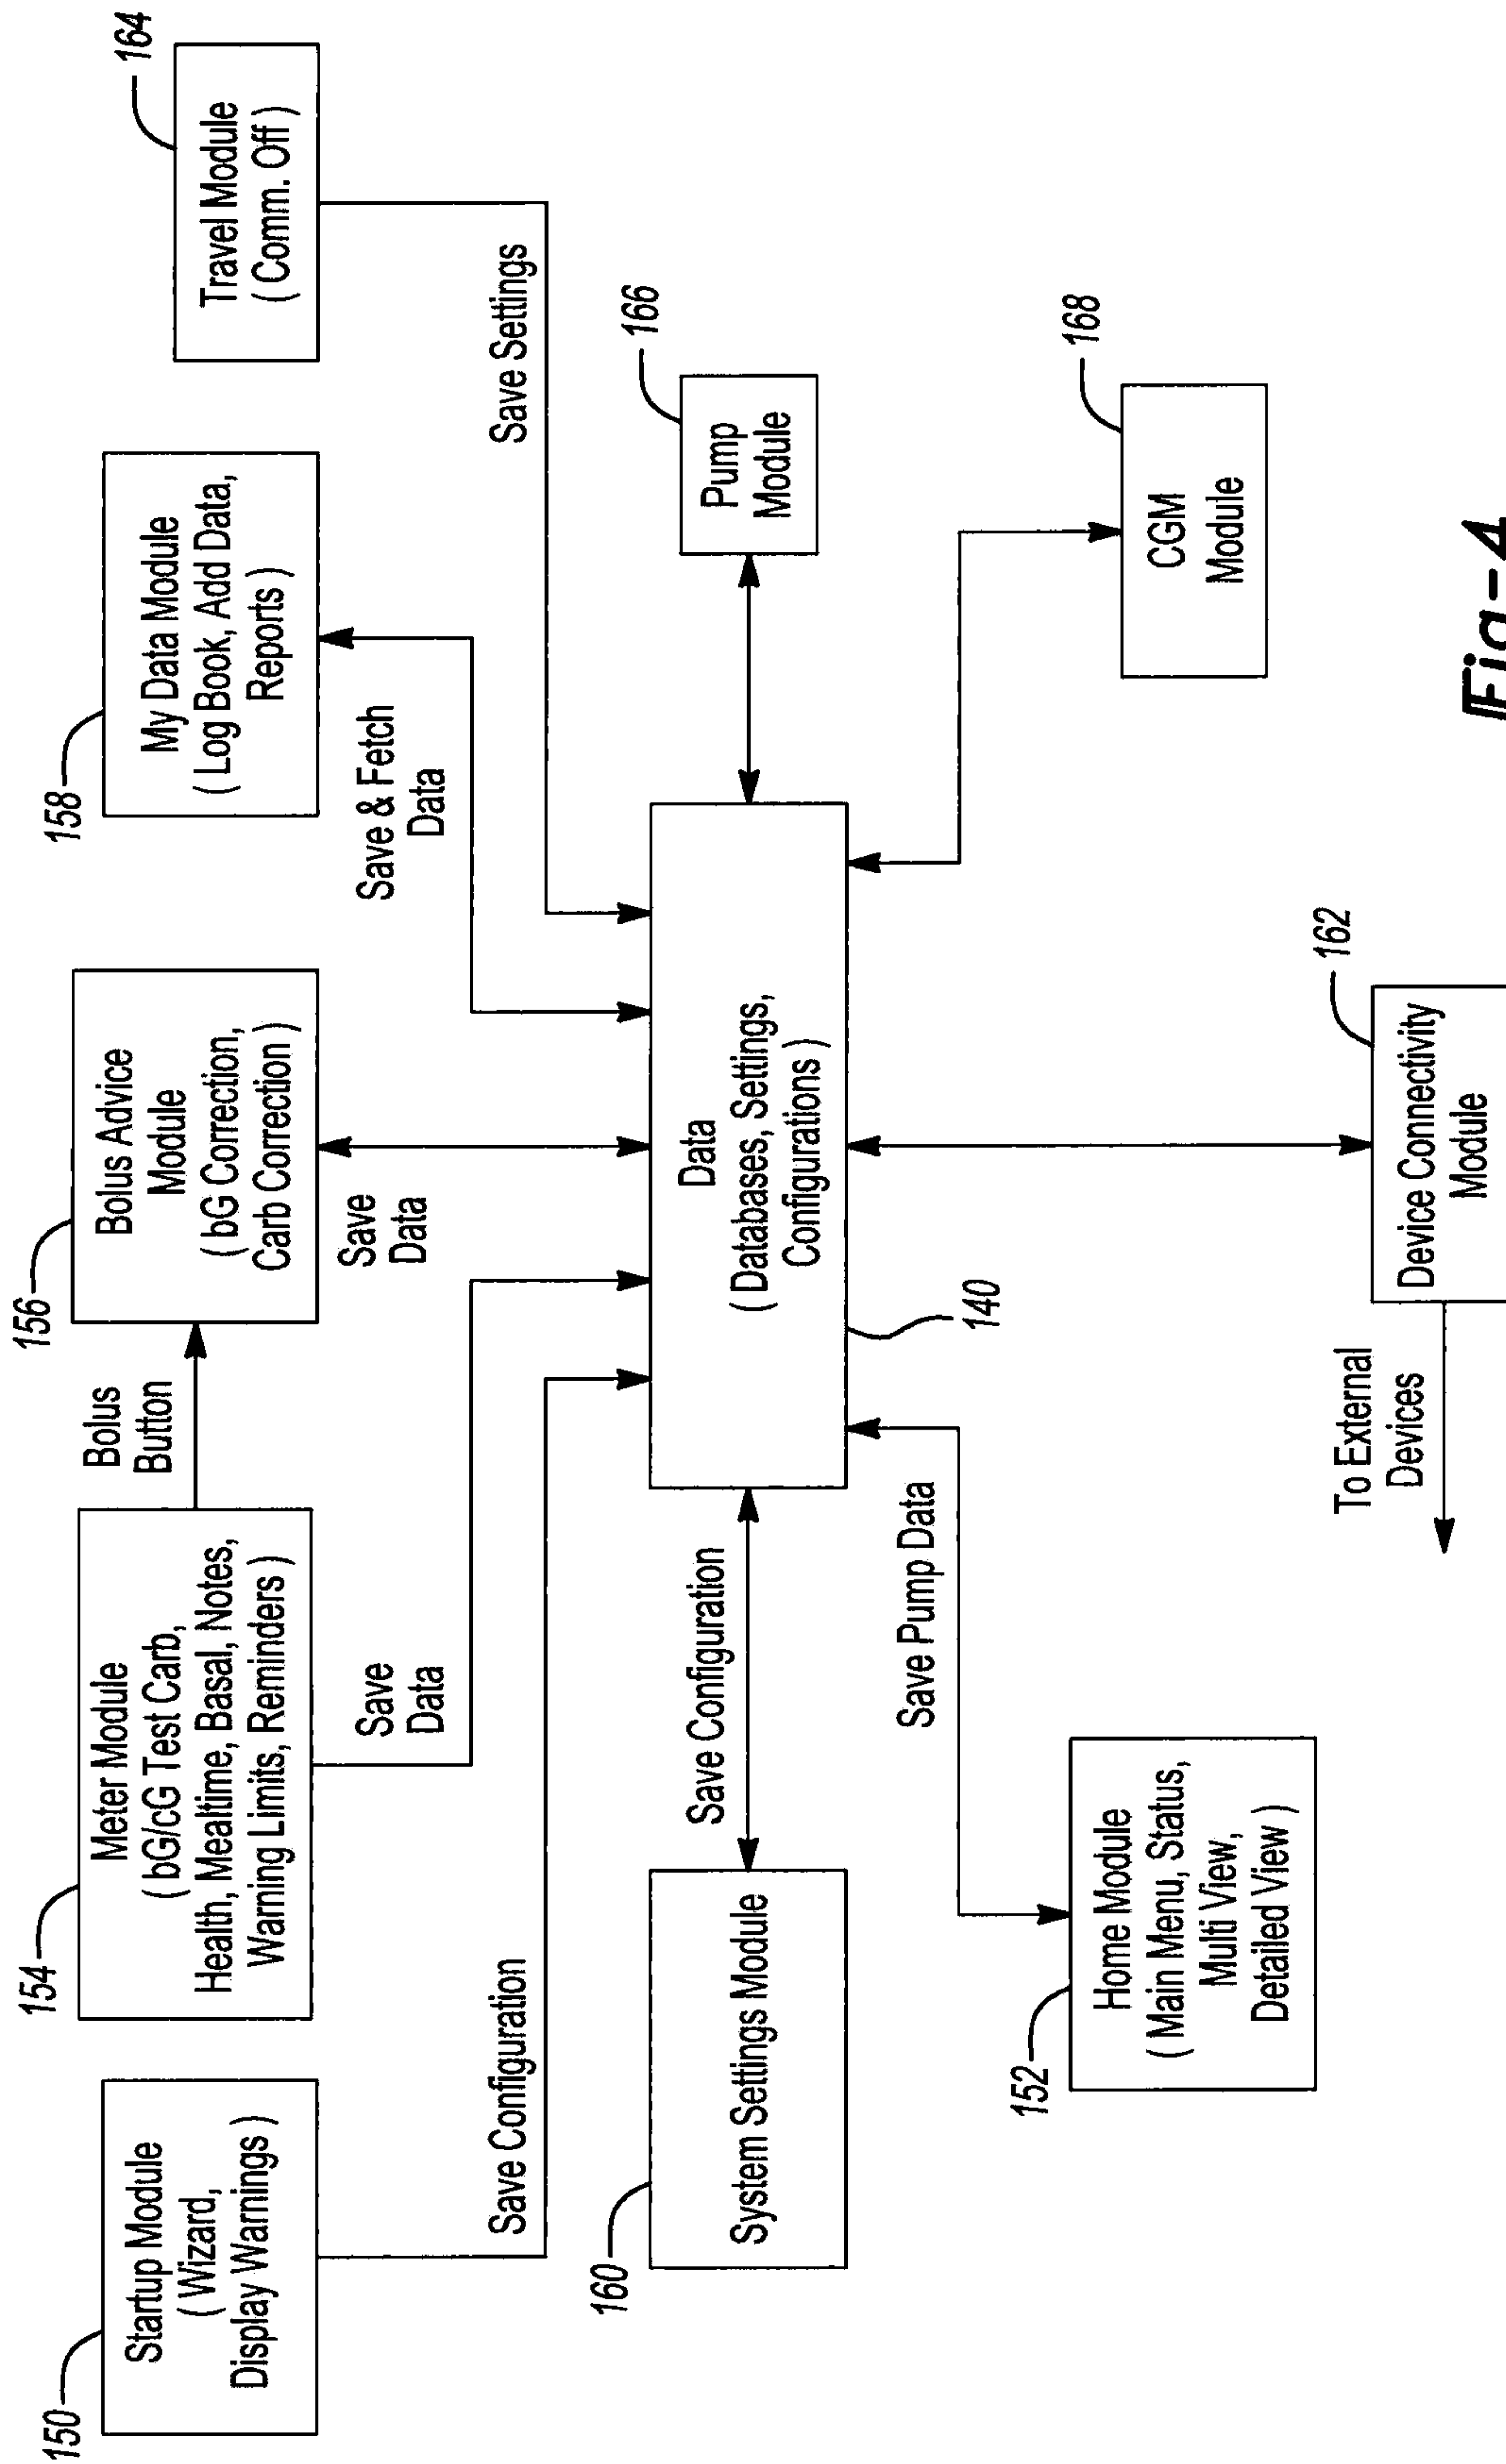 150
Startup Module
( Wizard,
Display Warnings )
154
Meter Module
( bG/cG Test Carb,
Health, Mealtime, Basal, Notes,
Warning Limits, Reminders )
Bolus
Button
156
Bolus Advice
Module
( bG Correction,
Carb Correction )
158
My Data Module
( Log Book, Add Data,
Reports )
164
Travel Module
( Comm. Off )
Save Configuration
Save
Data
Save
Data
Save & Fetch
Data
Save Settings
160
System Settings Module
Save Configuration
Data
( Databases, Settings,
Configurations )
140
Pump
Module
166
152
Home Module
( Main Menu, Status,
Multi View,
Detailed View )
Save Pump Data
To External
Devices
Device Connectivity
Module
162
CGM
Module
168
Fig-4